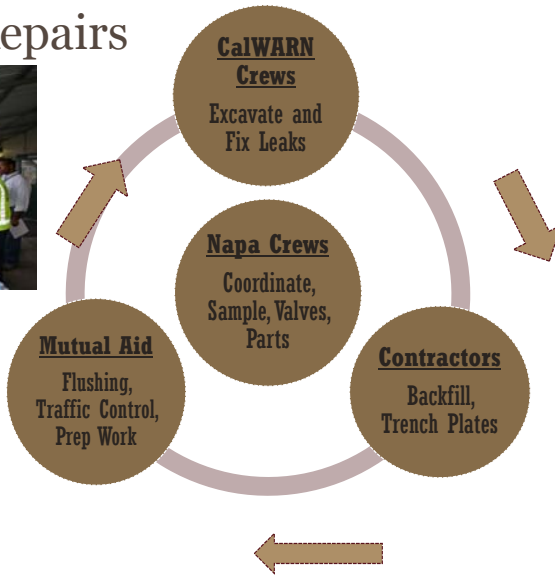 Repairs
CalWARN
Crews
Excavate and
Fix Leaks
Napa Crews
Coordinate,
Sample, Valves,
Parts
Mutual Aid
Flushing,
Traffic Control,
Prep Work
Contractors
Backfill,
Trench Plates